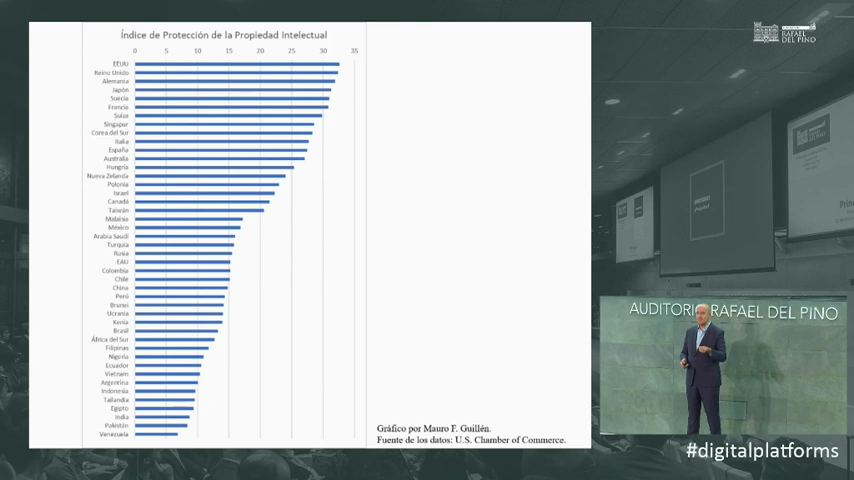 Índice de Protección de la Propiedad Intelectual
0 5 10 15 20 25 30 35
EEUU
Reino Unido
Alemania
Japón
Suecia
Francia
Suiza
Singapur
Corea del Sur
Italia
España
Australia
Hungría
Nueva Zelanda
Polonia
Israel
Canadá
Taiwán
Malaisia
México
Arabia Saudí
Turquía
Rusia
EAU
Colombia
Chile
China
Perú
Brunei
Ucrania
Kenia
Brasil
África del Sur
Filipinas
Nigeria
Ecuador
Vietnam
Argentina
Indonesia
Tailandia
Egipto
India
Pakistán
Venezuela
Gráfico por Mauro F. Guillén.
Fuente de los datos: U.S. Chamber of Commerce.
RAFAEL
DEL PINO
AUDITORIO RAFAEL DEL PINO
#digitalplatforms